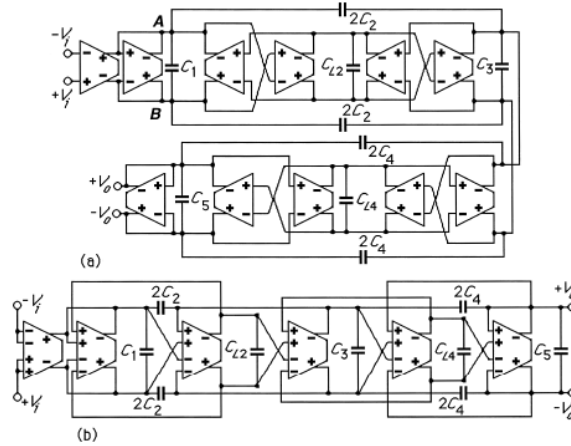 A
2C2
-Vi
C1
CL2
C3
+Vi
B
2C2
2C4
+Vo
C5
CL4
-Vo
(a)
2C4
-Vi
2C2
2C4
+Vo
C1
CL2
C3
CL4
C5
+Vi
2C2
2C4
-Vo
(b)